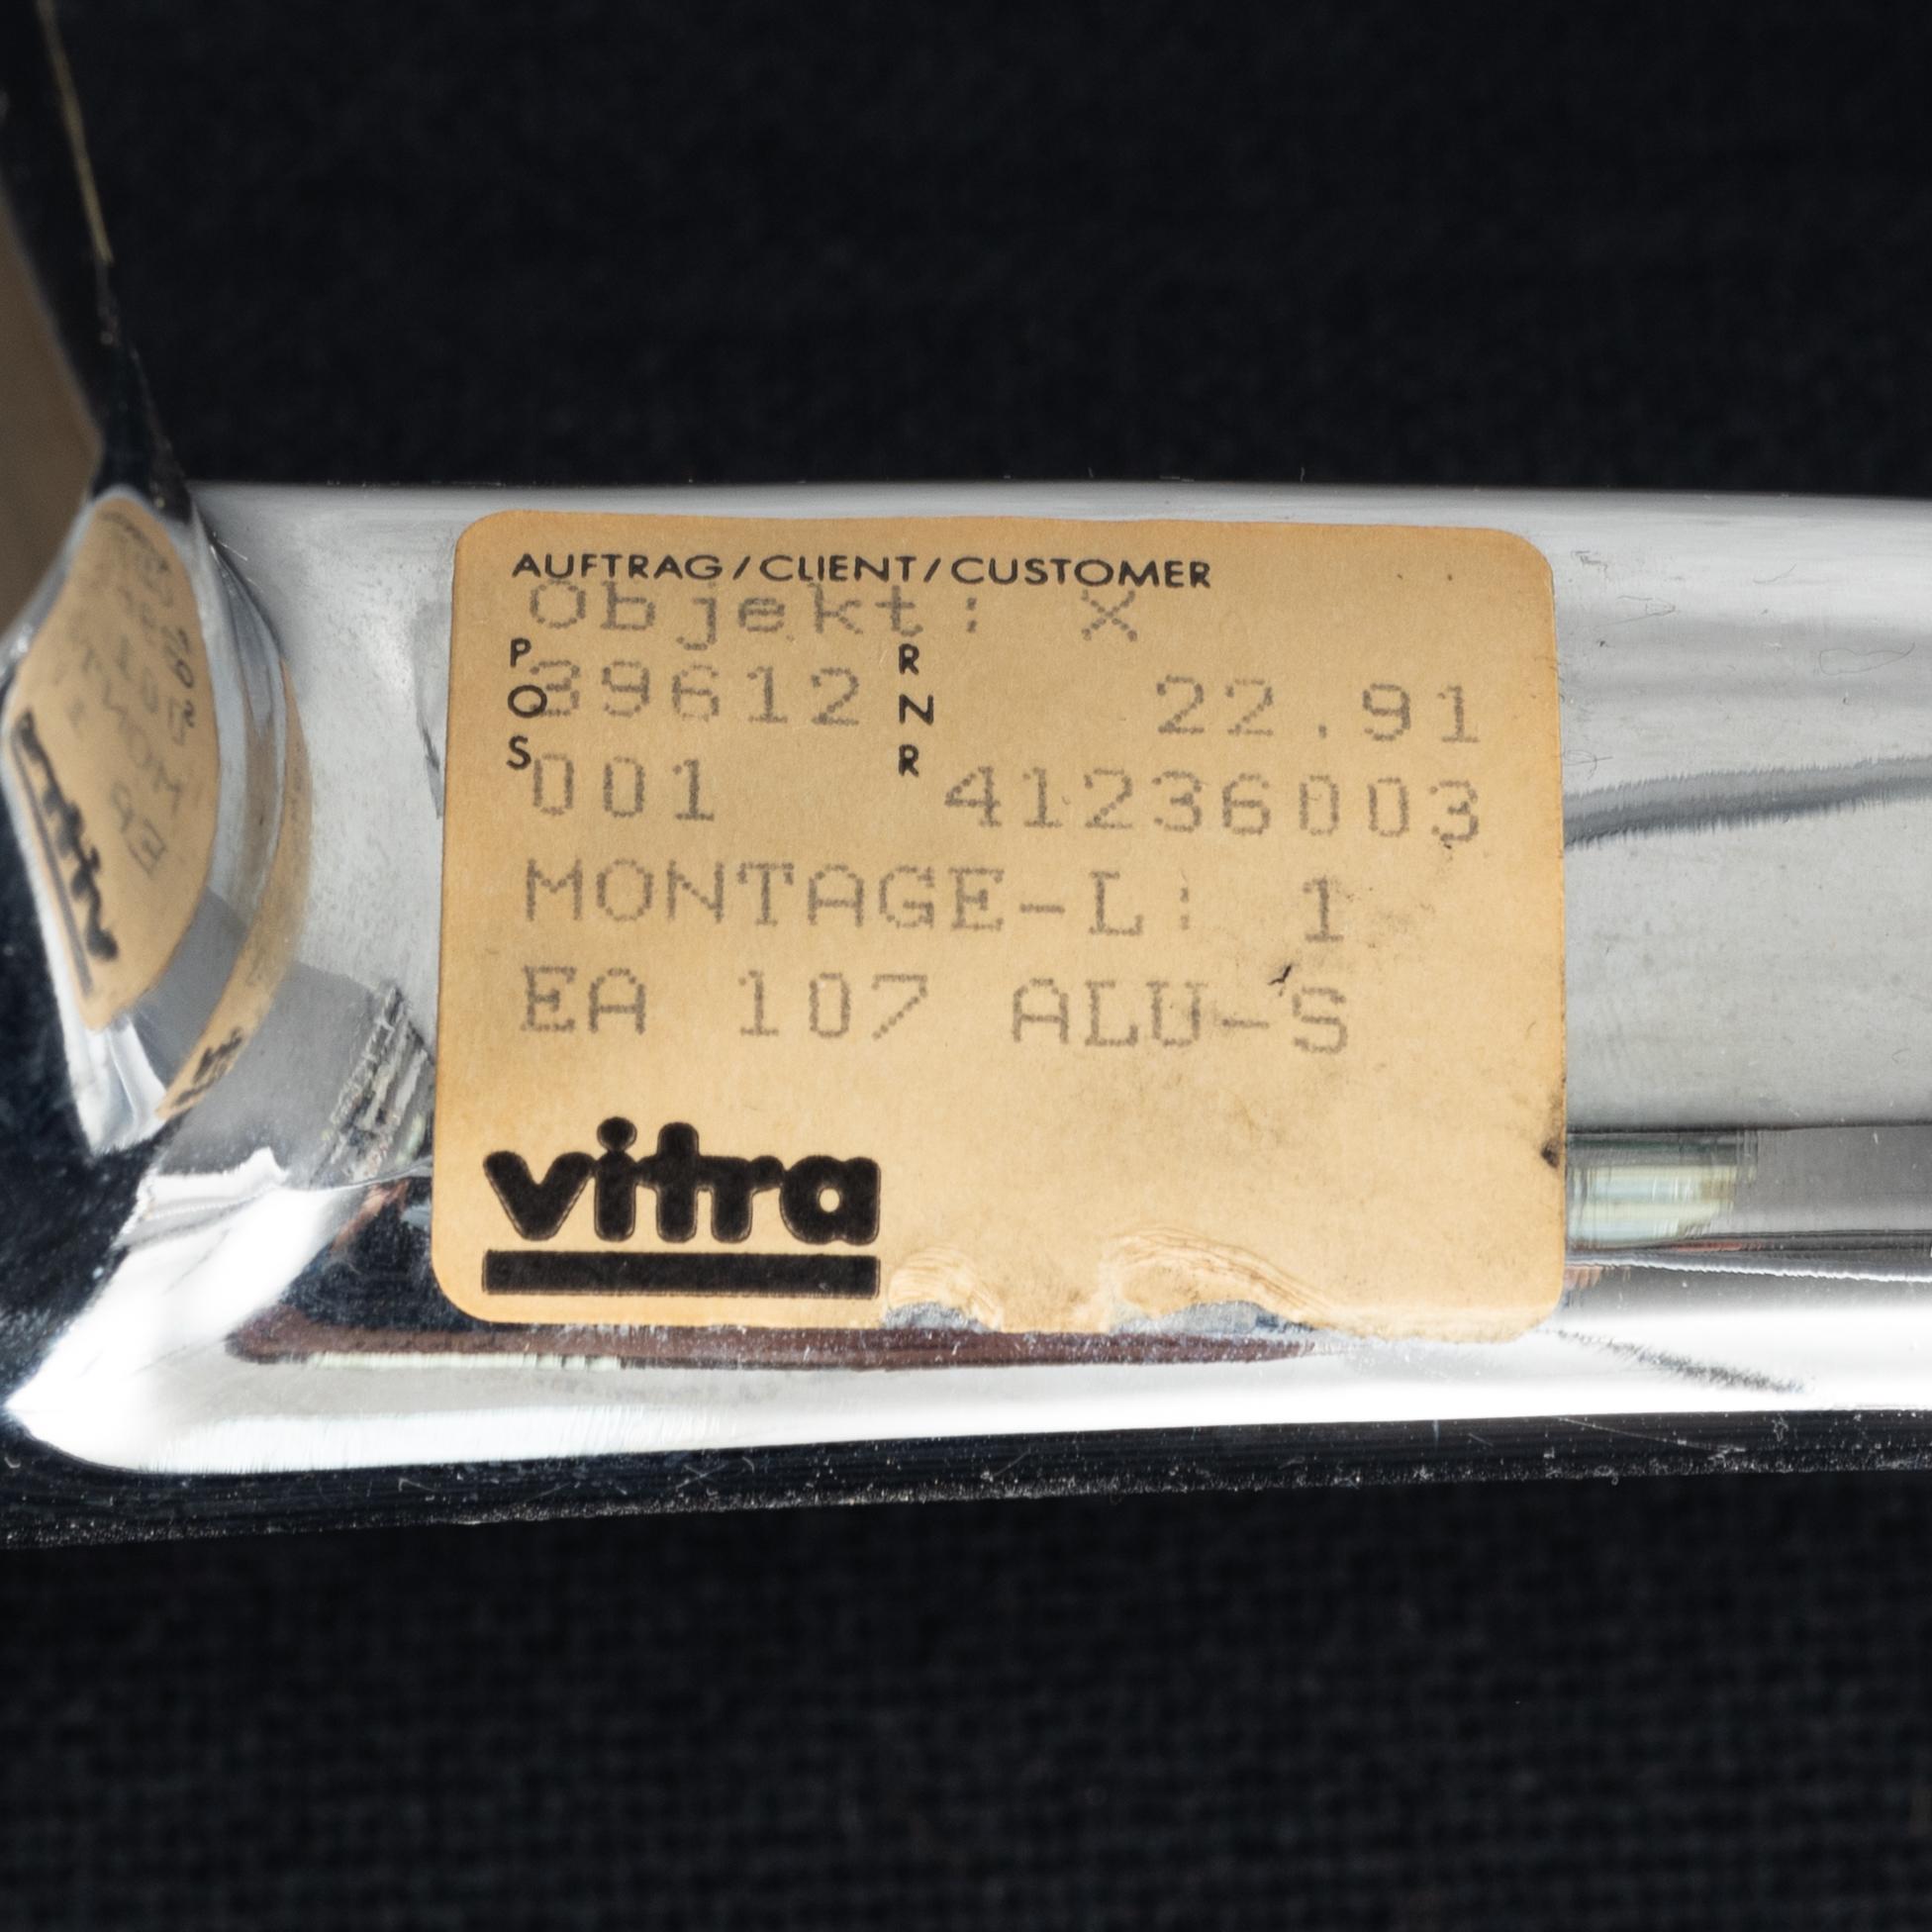 AUFTRAG/CLIENT/CUSTOMER
Objekt: X
POS 39612 RNR 22.91
001 41236003
MONTAGE-L: 1
EA 107 ALU-S
vitra